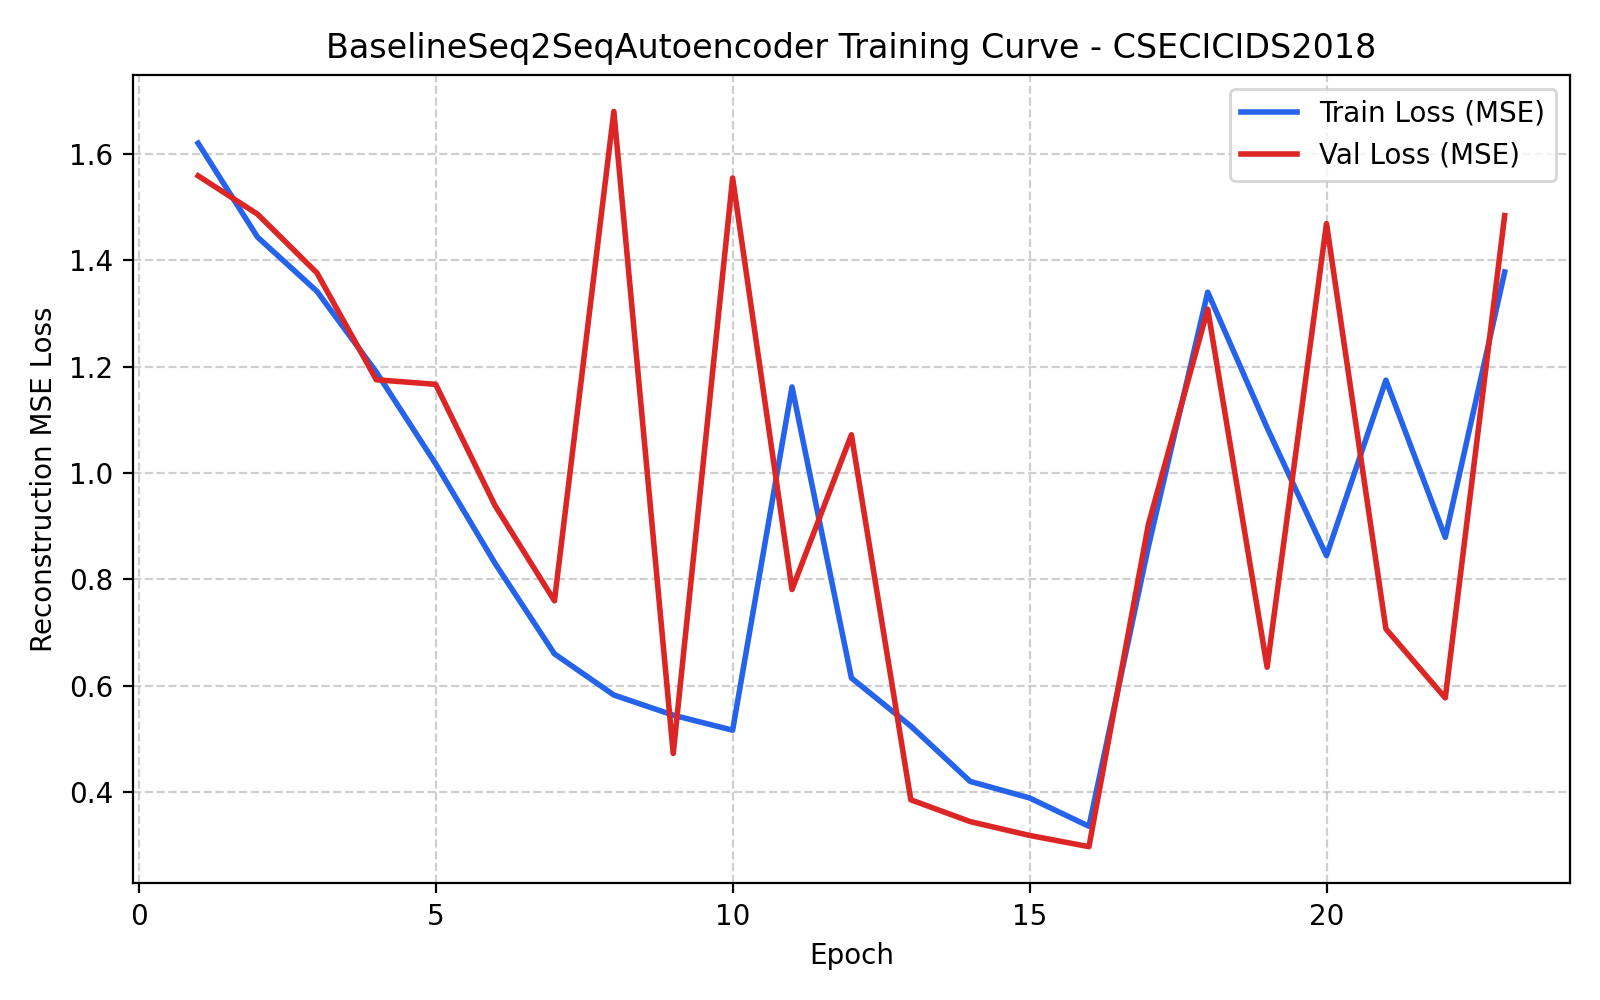 BaselineSeq2SeqAutoencoder Training Curve - CSECICIDS2018
Train Loss (MSE)
Val Loss (MSE)
Reconstruction MSE Loss
1.6
1.4
1.2
1.0
0.8
0.6
0.4
0 5 10 15 20
Epoch